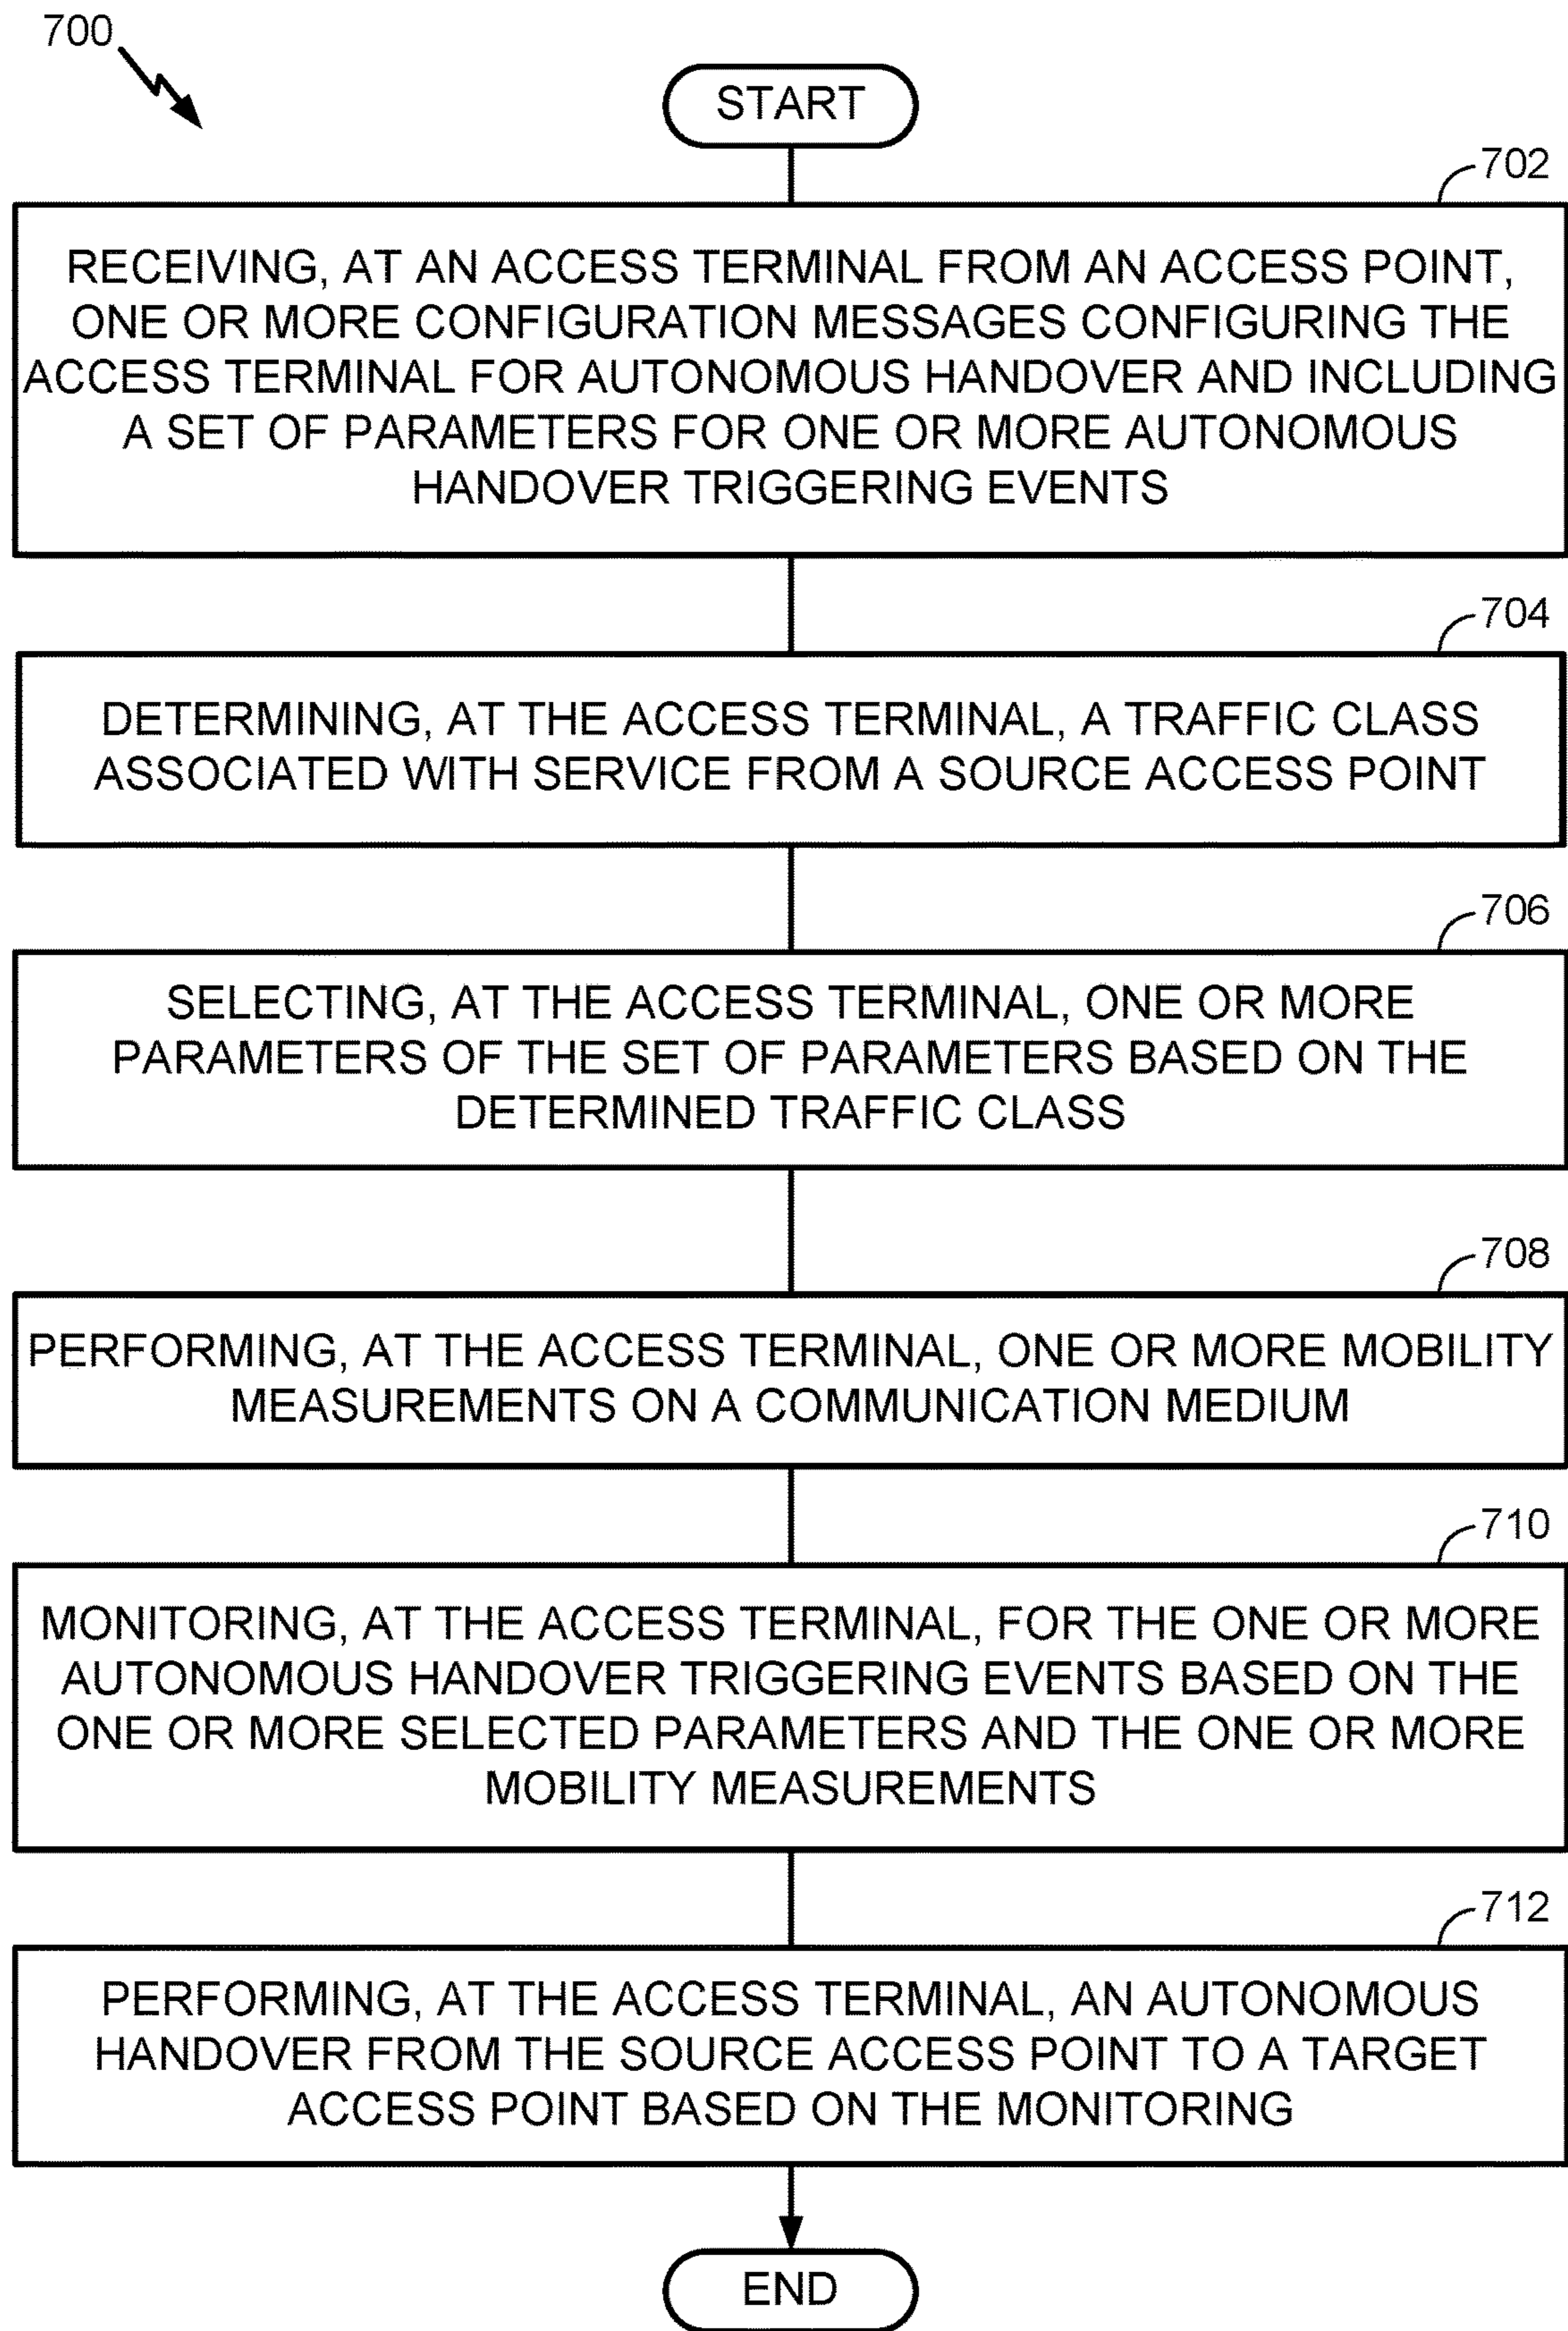 700
START
702
RECEIVING, AT AN ACCESS TERMINAL FROM AN ACCESS POINT,
ONE OR MORE CONFIGURATION MESSAGES CONFIGURING THE
ACCESS TERMINAL FOR AUTONOMOUS HANDOVER AND INCLUDING
A SET OF PARAMETERS FOR ONE OR MORE AUTONOMOUS
HANDOVER TRIGGERING EVENTS
704
DETERMINING, AT THE ACCESS TERMINAL, A TRAFFIC CLASS
ASSOCIATED WITH SERVICE FROM A SOURCE ACCESS POINT
706
SELECTING, AT THE ACCESS TERMINAL, ONE OR MORE
PARAMETERS OF THE SET OF PARAMETERS BASED ON THE
DETERMINED TRAFFIC CLASS
708
PERFORMING, AT THE ACCESS TERMINAL, ONE OR MORE MOBILITY
MEASUREMENTS ON A COMMUNICATION MEDIUM
710
MONITORING, AT THE ACCESS TERMINAL, FOR THE ONE OR MORE
AUTONOMOUS HANDOVER TRIGGERING EVENTS BASED ON THE
ONE OR MORE SELECTED PARAMETERS AND THE ONE OR MORE
MOBILITY MEASUREMENTS
712
PERFORMING, AT THE ACCESS TERMINAL, AN AUTONOMOUS
HANDOVER FROM THE SOURCE ACCESS POINT TO A TARGET
ACCESS POINT BASED ON THE MONITORING
END